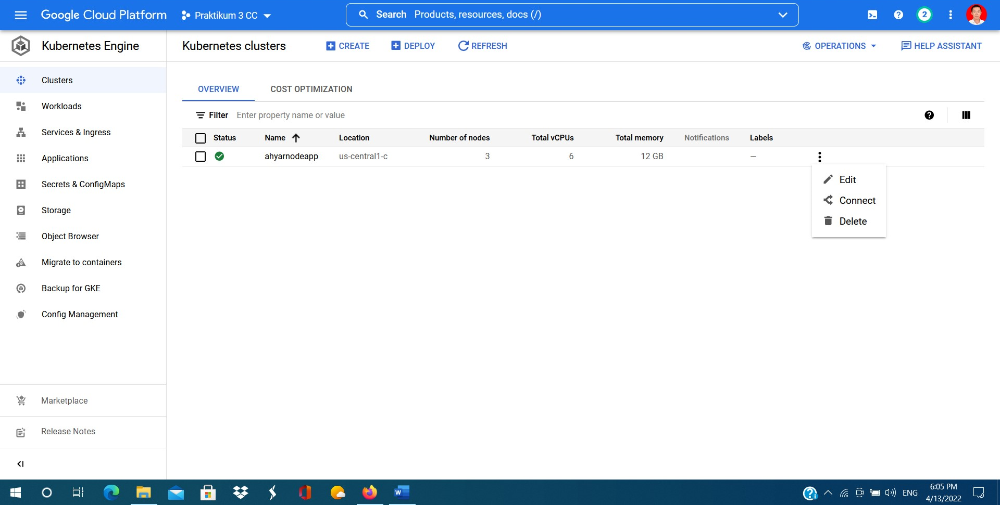 Google Cloud Platform
Praktikum 3 CC
Search Products, resources, docs (/)
2
Kubernetes Engine
Kubernetes clusters
CREATE
DEPLOY
REFRESH
OPERATIONS
HELP ASSISTANT
Clusters
Workloads
Services & Ingress
Applications
Secrets & ConfigMaps
Storage
Object Browser
Migrate to containers
Backup for GKE
Config Management
Marketplace
Release Notes
OVERVIEW
COST OPTIMIZATION
Filter Enter property name or value
Status Name Location Number of nodes Total vCPUs Total memory Notifications Labels
ahyarnodeapp us-central1-c 3 6 12 GB —
Edit
Connect
Delete
ENG
6:05 PM
4/13/2022